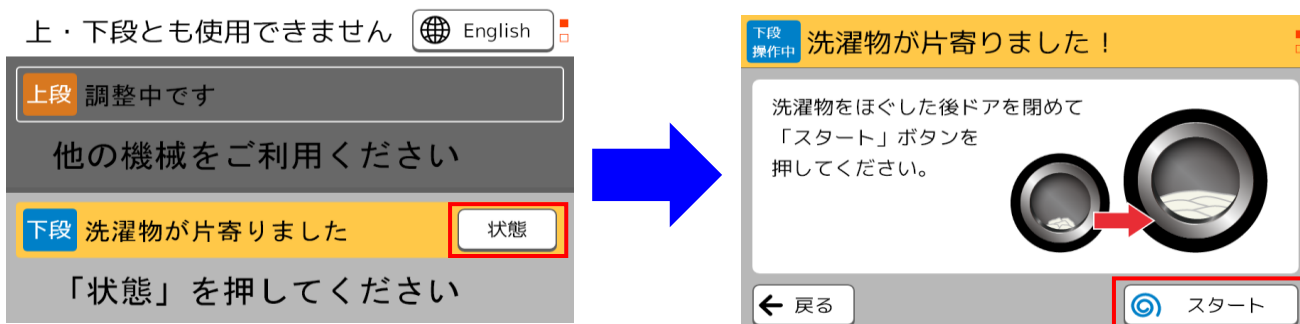 上・下段とも使用できません
English
上段 調整中です
他の機械をご利用ください
下段 洗濯物が片寄りました
状態
「状態」を押してください
下段
操作中
洗濯物が片寄りました！
洗濯物をほぐした後ドアを閉めて
「スタート」ボタンを
押してください。
戻る
スタート